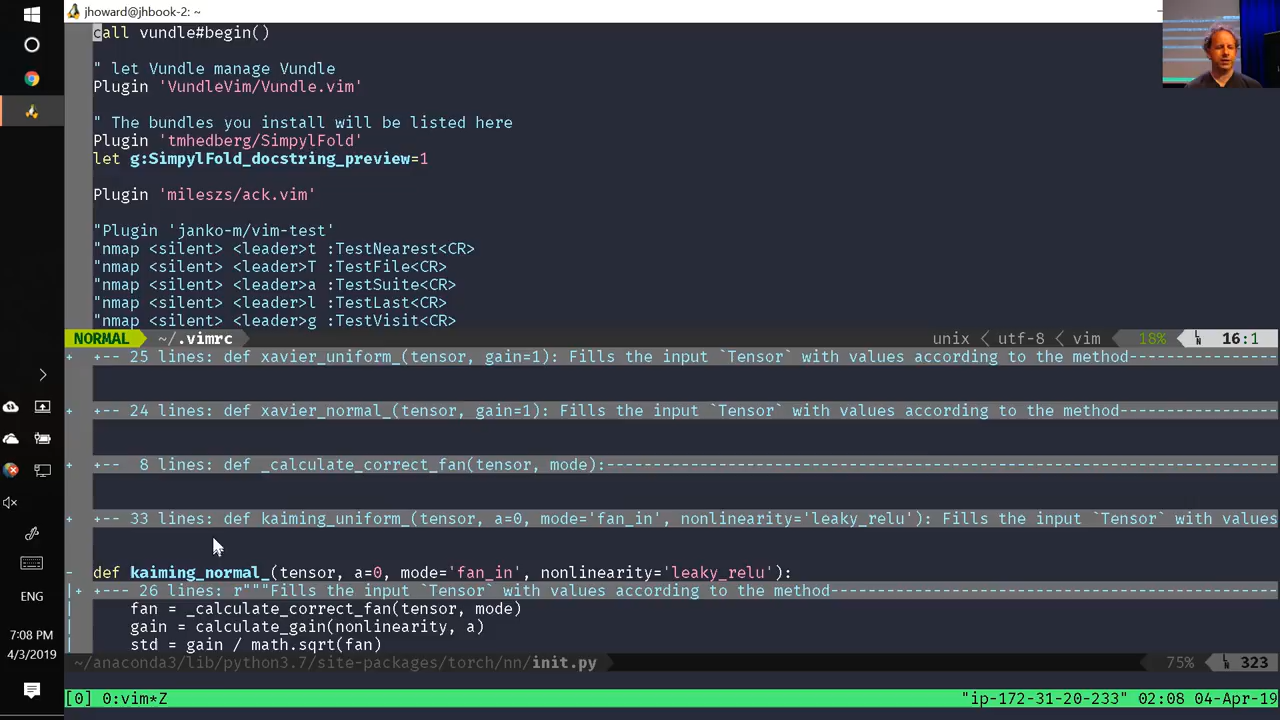 jhoward@jhbook-2: ~
call vundle#begin()
" let Vundle manage Vundle
Plugin 'VundleVim/Vundle.vim'
" The bundles you install will be listed here
Plugin 'tmhedberg/SimpylFold'
let g:SimpylFold_docstring_preview=1
Plugin 'mileszs/ack.vim'
"Plugin 'janko-m/vim-test'
"nmap <silent> <leader>t :TestNearest<CR>
"nmap <silent> <leader>T :TestFile<CR>
"nmap <silent> <leader>a :TestSuite<CR>
"nmap <silent> <leader>l :TestLast<CR>
"nmap <silent> <leader>g :TestVisit<CR>
NORMAL ~/.vimrc unix utf-8 vim 18% LN 16:1
+ +-- 25 lines: def xavier_uniform_(tensor, gain=1): Fills the input `Tensor` with values according to the method----------------
+ +-- 24 lines: def xavier_normal_(tensor, gain=1): Fills the input `Tensor` with values according to the method-----------------
+ +--  8 lines: def _calculate_correct_fan(tensor, mode):------------------------------------------------------------------------
+ +-- 33 lines: def kaiming_uniform_(tensor, a=0, mode='fan_in', nonlinearity='leaky_relu'): Fills the input `Tensor` with values
- def kaiming_normal_(tensor, a=0, mode='fan_in', nonlinearity='leaky_relu'):
|+ +-- 26 lines: r"""Fills the input `Tensor` with values according to the method------------------------------------------------
| fan = _calculate_correct_fan(tensor, mode)
| gain = calculate_gain(nonlinearity, a)
| std = gain / math.sqrt(fan)
~/anaconda3/lib/python3.7/site-packages/torch/nn/init.py 75% LN 323
[0] 0:vim*Z "ip-172-31-20-233" 02:08 04-Apr-19
ENG
7:08 PM
4/3/2019